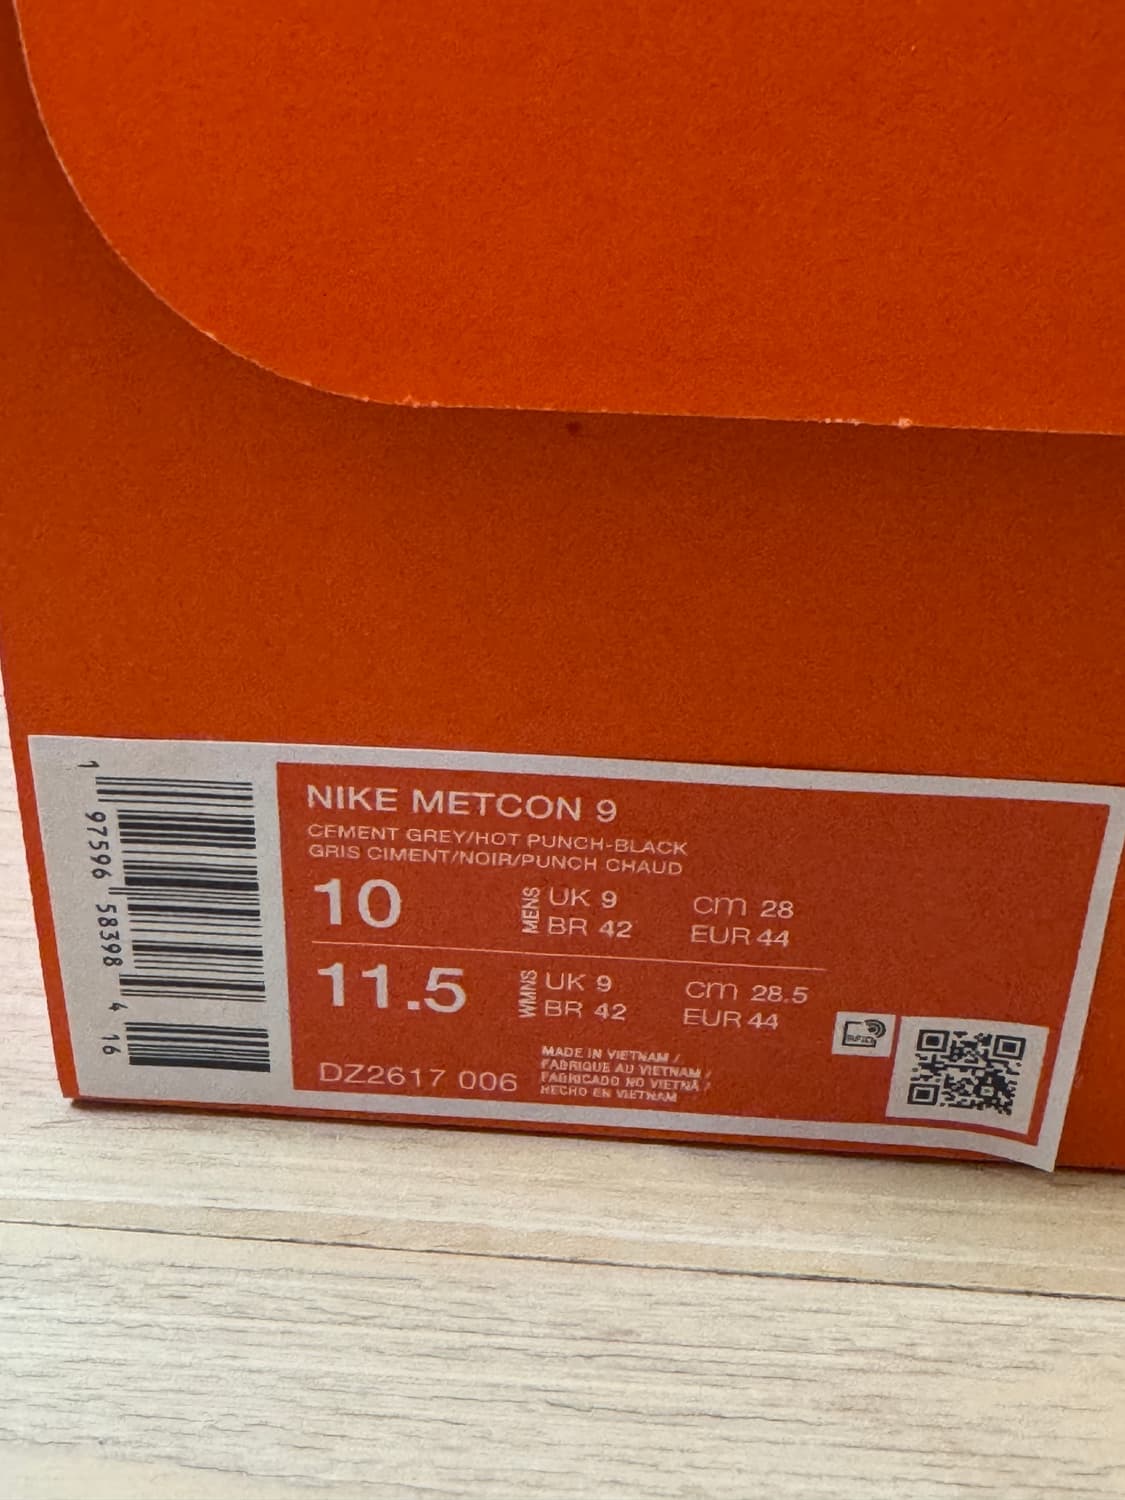 NIKE METCON 9
CEMENT GREY/HOT PUNCH-BLACK
GRIS CIMENT/NOIR/PUNCH CHAUD
10
MENS
UK 9
cm 28
BR 42
EUR 44
11.5
WMNS
UK 9
cm 28.5
BR 42
EUR 44
DZ2617 006
MADE IN VIETNAM /
FABRIQUE AU VIETNAM /
FABRICADO NO VIETNÃ /
HECHO EN VIETNAM
1 97596 58398 4 16